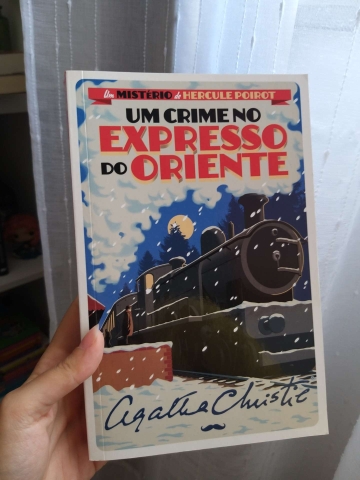 Um MISTÉRIO de HERCULE POIROT
UM CRIME NO
EXPRESSO
DO ORIENTE
Agatha Christie